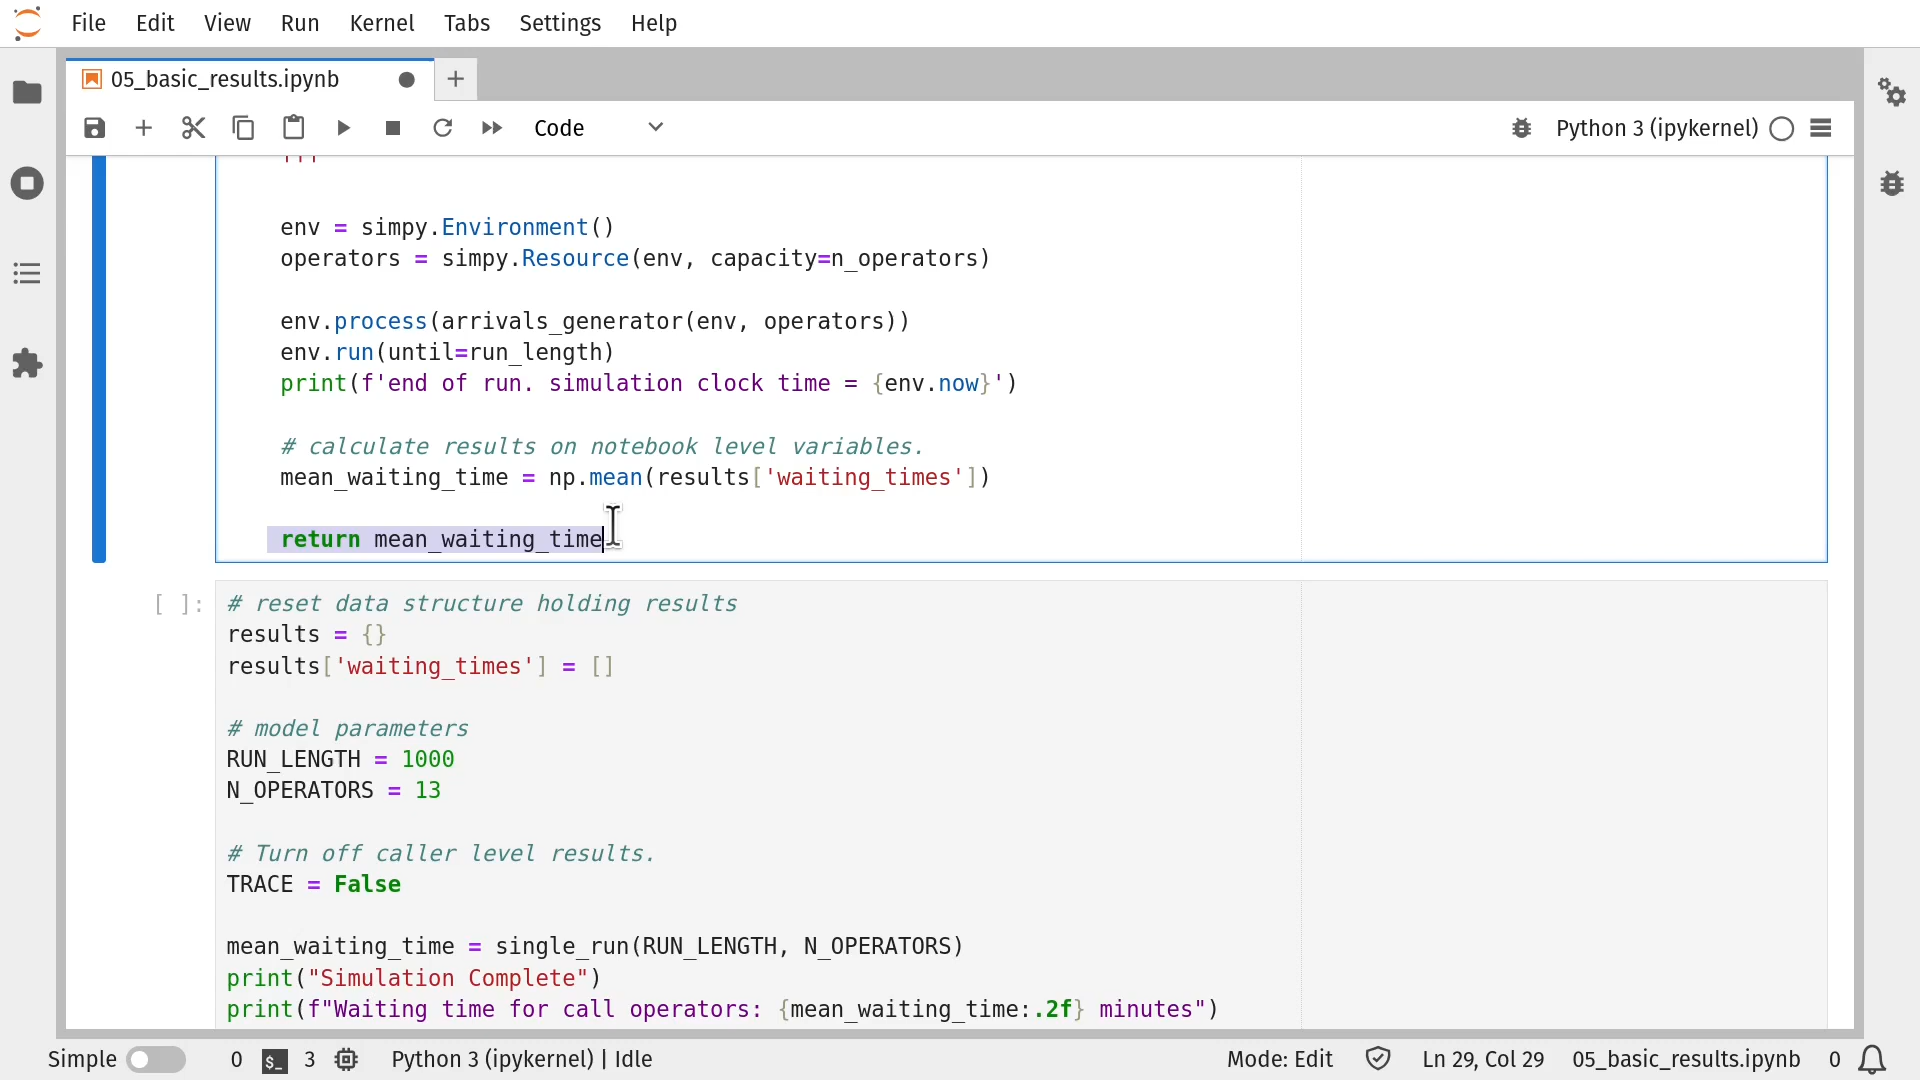 File Edit View Run Kernel Tabs Settings Help
05_basic_results.ipynb
Code Python 3 (ipykernel)
'''
env = simpy.Environment()
operators = simpy.Resource(env, capacity=n_operators)
env.process(arrivals_generator(env, operators))
env.run(until=run_length)
print(f'end of run. simulation clock time = {env.now}')
# calculate results on notebook level variables.
mean_waiting_time = np.mean(results['waiting_times'])
return mean_waiting_time
[ ]: # reset data structure holding results
results = {}
results['waiting_times'] = []
# model parameters
RUN_LENGTH = 1000
N_OPERATORS = 13
# Turn off caller level results.
TRACE = False
mean_waiting_time = single_run(RUN_LENGTH, N_OPERATORS)
print("Simulation Complete")
print(f"Waiting time for call operators: {mean_waiting_time:.2f} minutes")
Simple 0 $_ 3 Python 3 (ipykernel) | Idle Mode: Edit Ln 29, Col 29 05_basic_results.ipynb 0